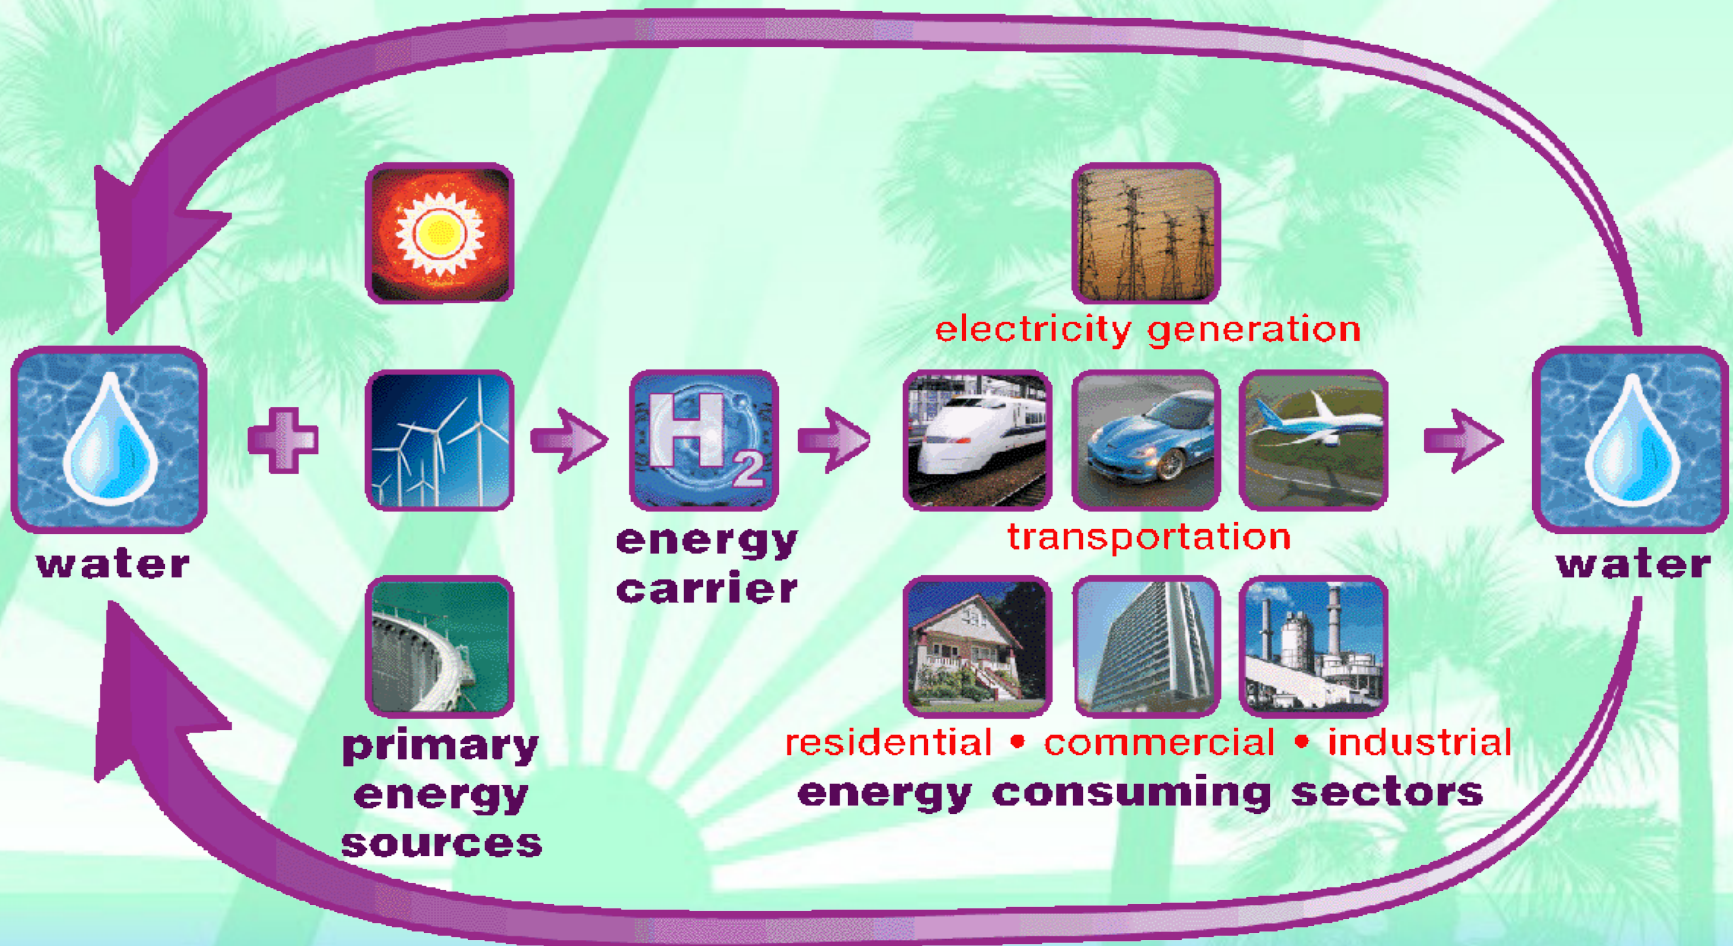 electricity generation
H2
water
energy
carrier
transportation
water
primary
energy
sources
residential • commercial • industrial
energy consuming sectors